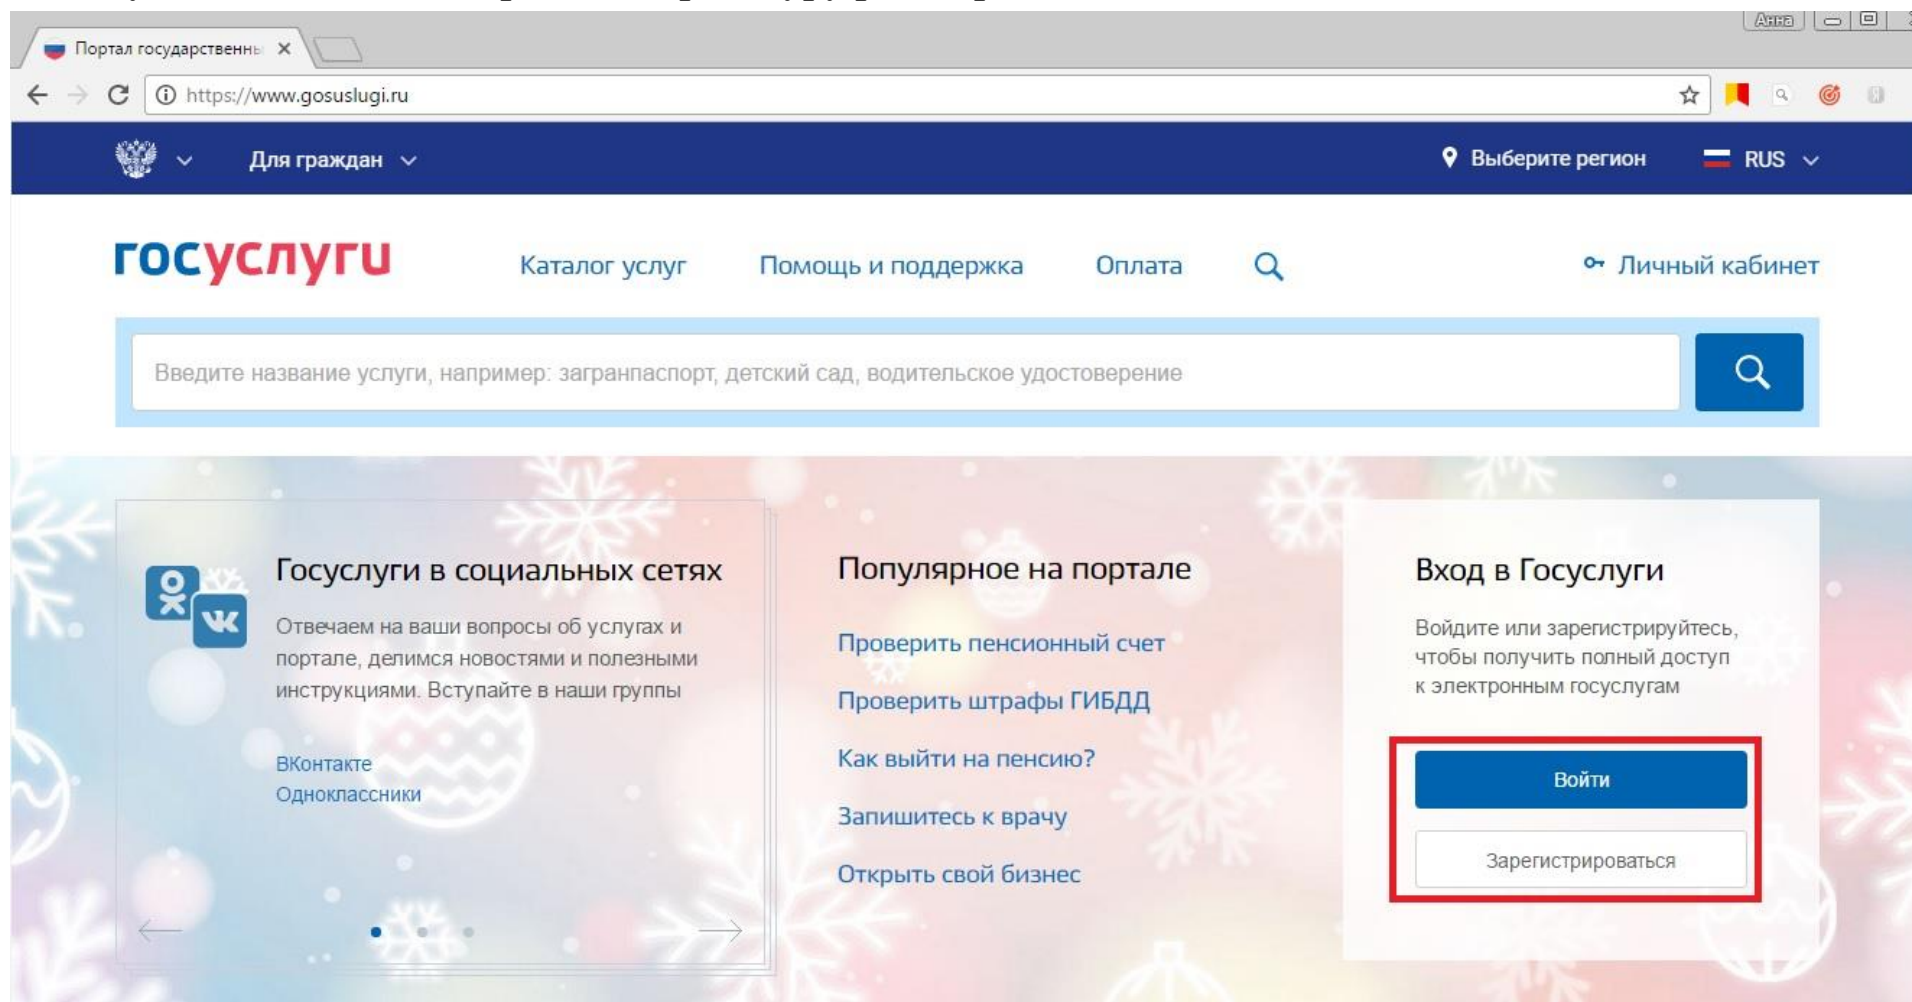 Анна
Портал государственны
https://www.gosuslugi.ru
Для граждан
Выберите регион
RUS
госуслуги
Каталог услуг
Помощь и поддержка
Оплата
Личный кабинет
Введите название услуги, например: загранпаспорт, детский сад, водительское удостоверение
Госуслуги в социальных сетях
Отвечаем на ваши вопросы об услугах и
портале, делимся новостями и полезными
инструкциями. Вступайте в наши группы
ВКонтакте
Одноклассники
Популярное на портале
Проверить пенсионный счет
Проверить штрафы ГИБДД
Как выйти на пенсию?
Запишитесь к врачу
Открыть свой бизнес
Вход в Госуслуги
Войдите или зарегистрируйтесь,
чтобы получить полный доступ
к электронным госуслугам
Войти
Зарегистрироваться